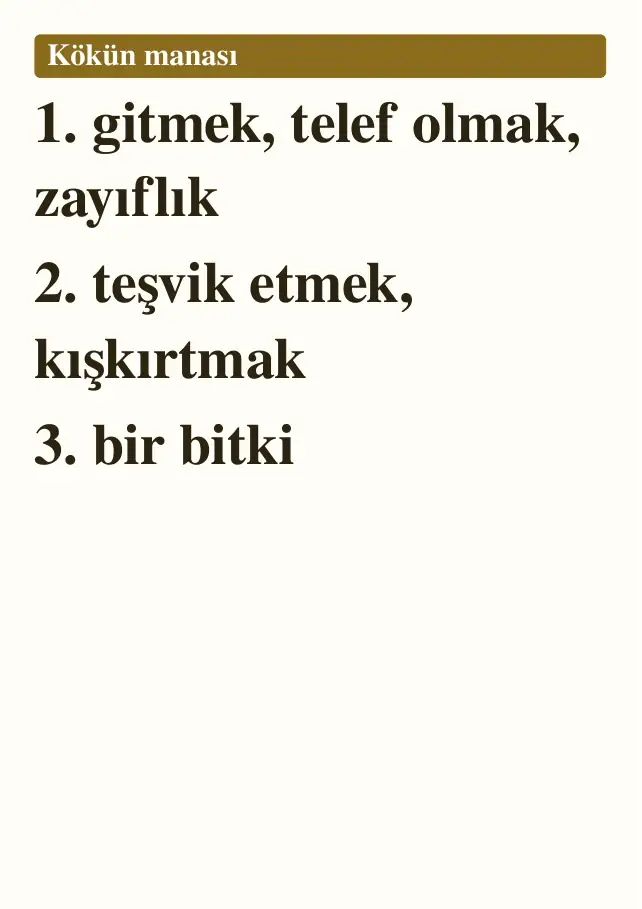 Kökün manası
1. gitmek, telef olmak,
zayıflık
2. teşvik etmek,
kışkırtmak
3. bir bitki